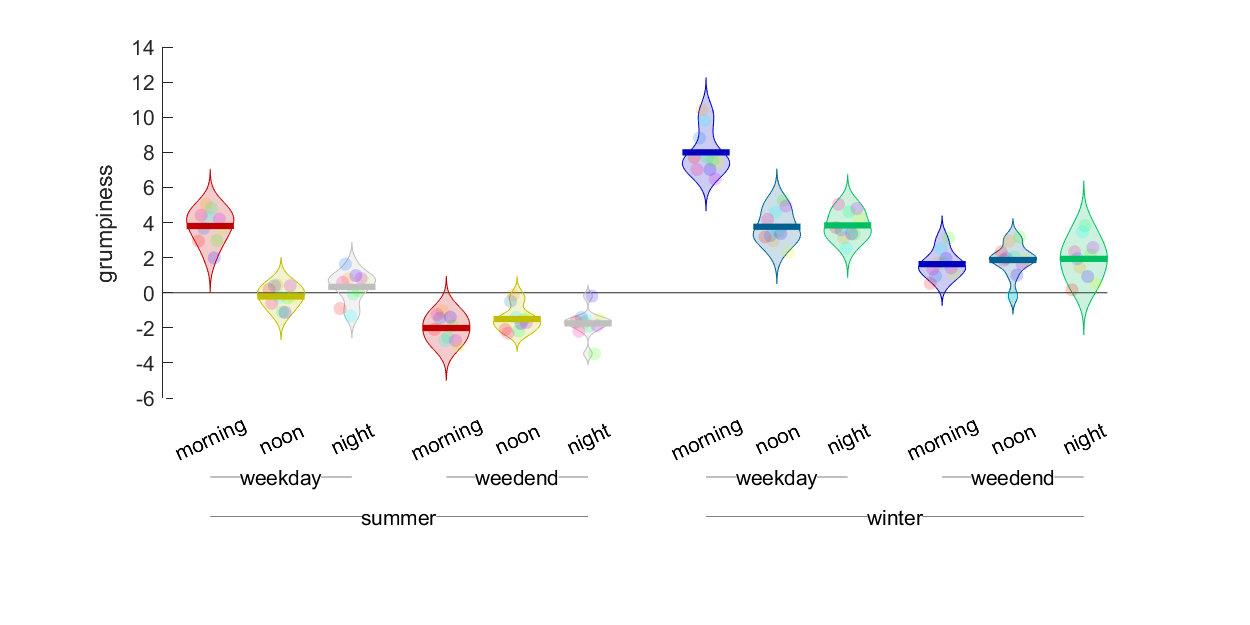 14
12
10
8
6
4
2
0
-2
-4
-6
grumpiness
morning noon night morning noon night morning noon night morning noon night
weekday weedend weekday weedend
summer winter